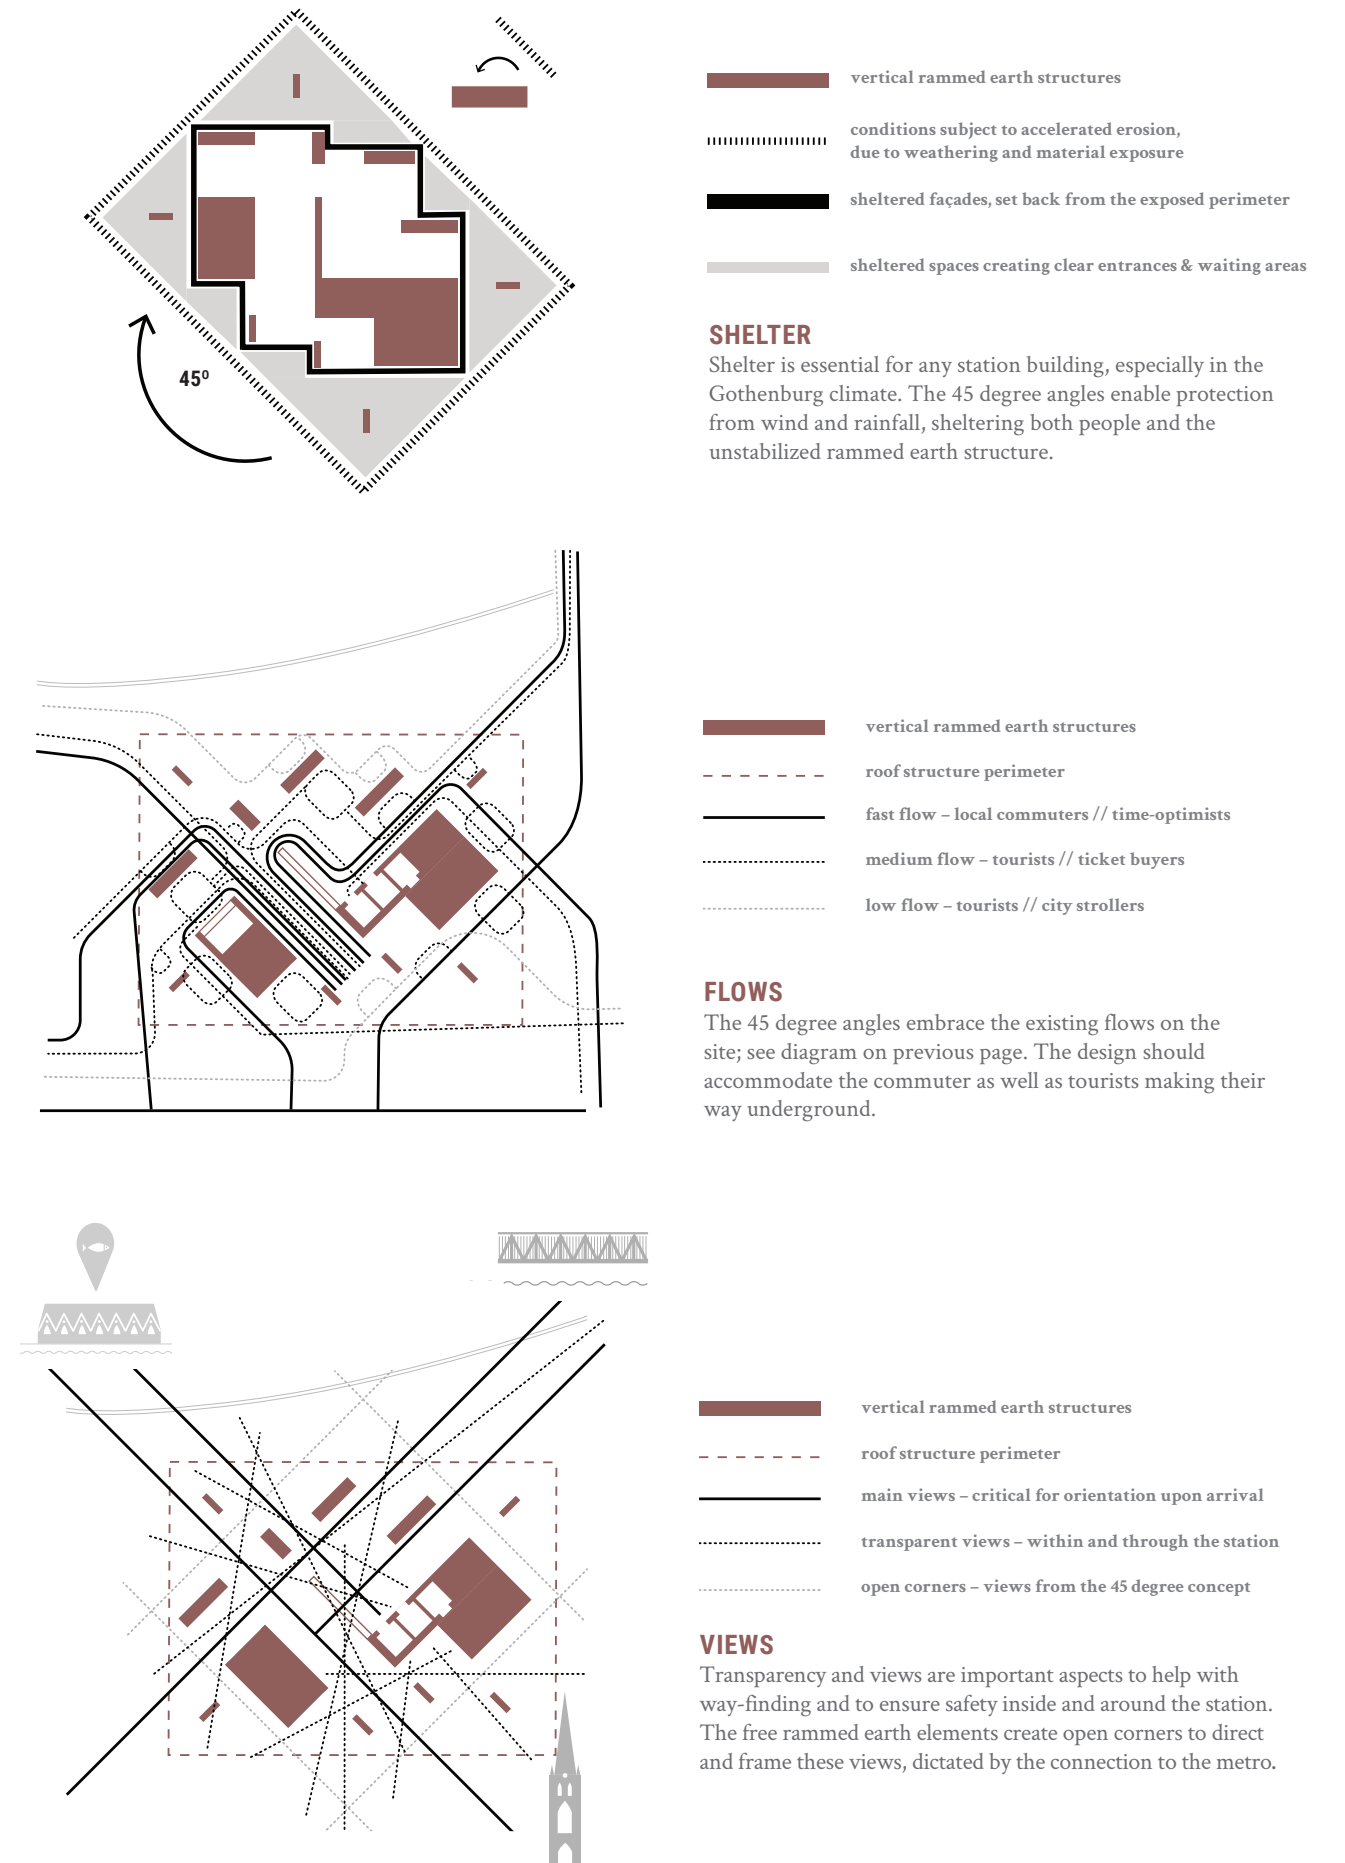 vertical rammed earth structures
conditions subject to accelerated erosion,
due to weathering and material exposure
sheltered façades, set back from the exposed perimeter
sheltered spaces creating clear entrances & waiting areas
45º
SHELTER
Shelter is essential for any station building, especially in the
Gothenburg climate. The 45 degree angles enable protection
from wind and rainfall, sheltering both people and the
unstabilized rammed earth structure.
vertical rammed earth structures
roof structure perimeter
fast flow – local commuters // time-optimists
medium flow – tourists // ticket buyers
low flow – tourists // city strollers
FLOWS
The 45 degree angles embrace the existing flows on the
site; see diagram on previous page. The design should
accommodate the commuter as well as tourists making their
way underground.
vertical rammed earth structures
roof structure perimeter
main views – critical for orientation upon arrival
transparent views – within and through the station
open corners – views from the 45 degree concept
VIEWS
Transparency and views are important aspects to help with
way-finding and to ensure safety inside and around the station.
The free rammed earth elements create open corners to direct
and frame these views, dictated by the connection to the metro.